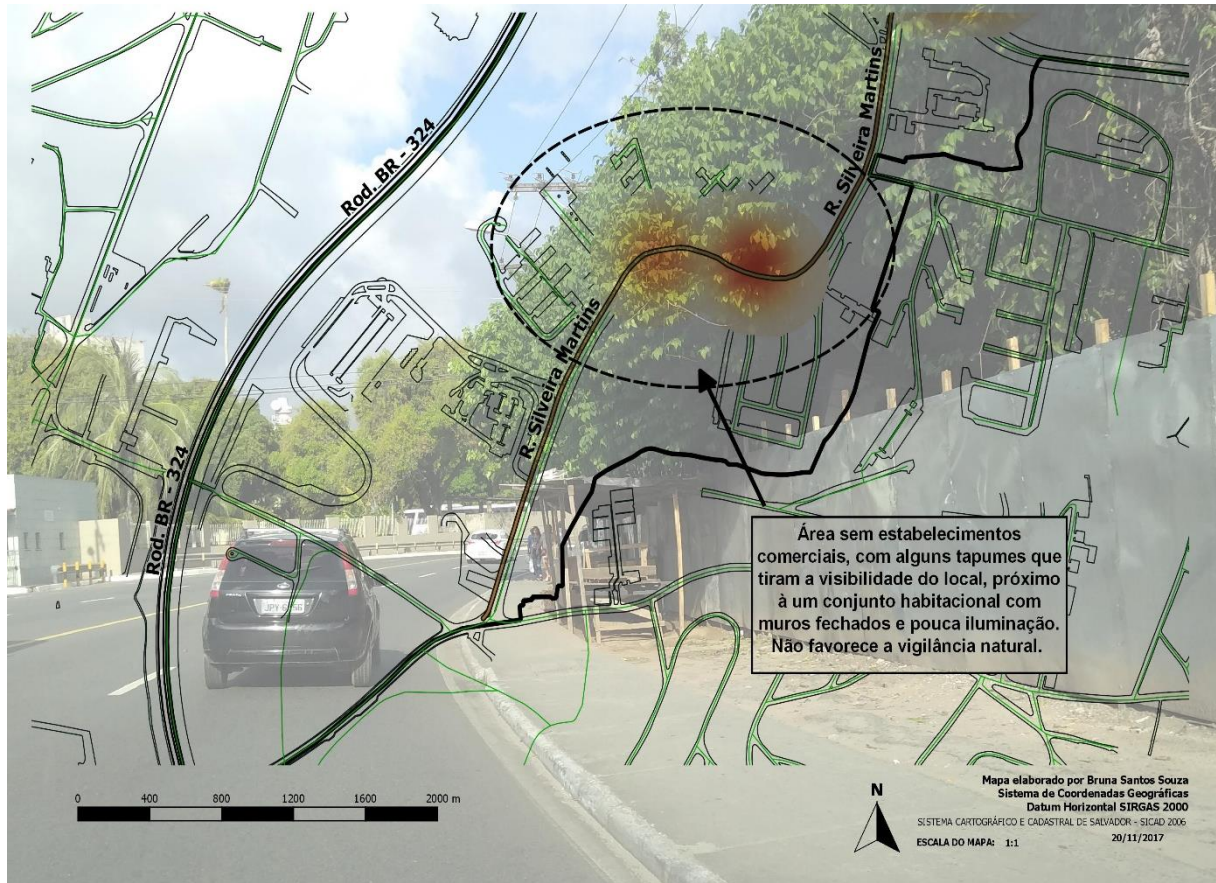 Rod. BR - 324
R. Silveira Martins
R. Silveira Martins
Rod. BR - 324
Área sem estabelecimentos
comerciais, com alguns tapumes que
tiram a visibilidade do local, próximo
à um conjunto habitacional com
muros fechados e pouca iluminação.
Não favorece a vigilância natural.
0 400 800 1200 1600 2000 m
N
Mapa elaborado por Bruna Santos Souza
Sistema de Coordenadas Geográficas
Datum Horizontal SIRGAS 2000
SISTEMA CARTOGRÁFICO E CADASTRAL DE SALVADOR - SICAD 2006
ESCALA DO MAPA: 1:1
20/11/2017